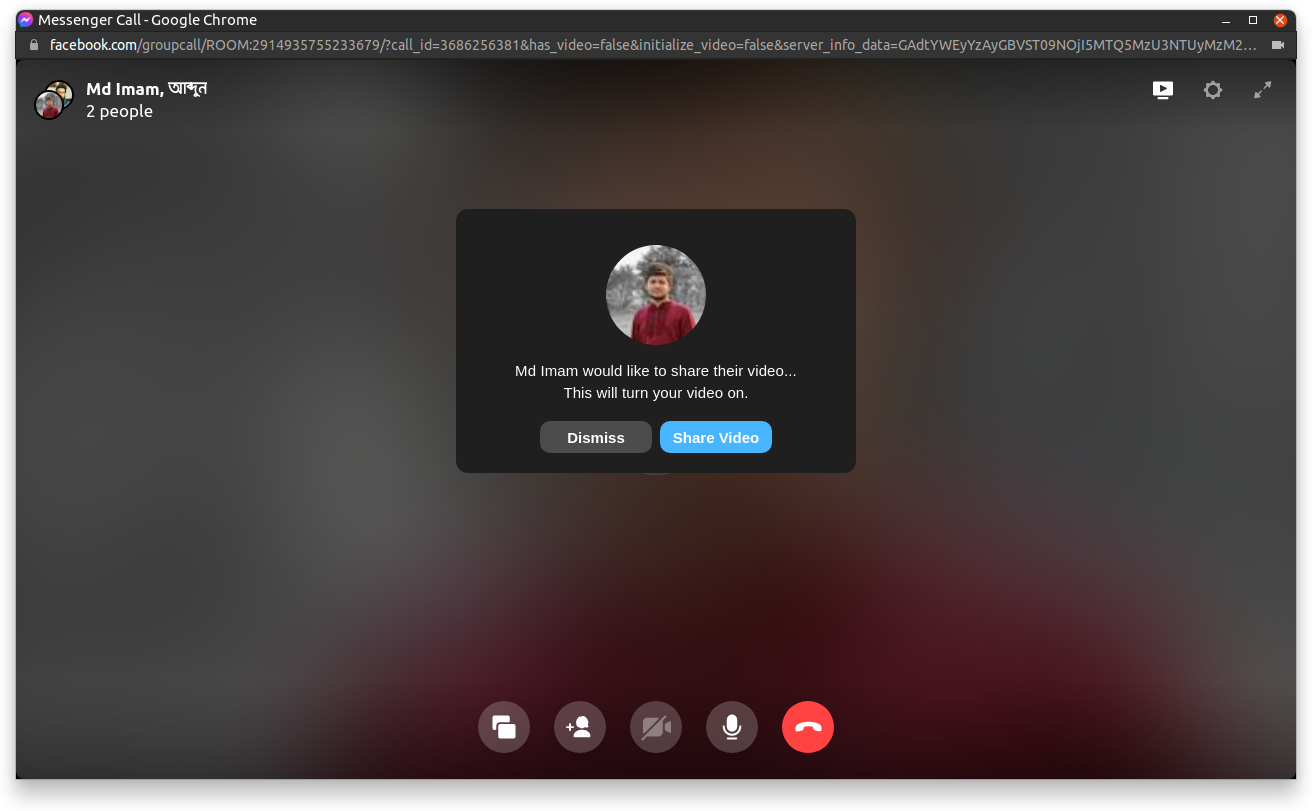 Messenger Call - Google Chrome
facebook.com/groupcall/ROOM:2914935755233679/?call_id=3686256381&has_video=false&initialize_video=false&server_info_data=GAdtYWEyYzAyGBVST09NOjI5MTQ5MzU3NTUyMzM2...
Md Imam, আব্দুন
2 people
Md Imam would like to share their video...
This will turn your video on.
Dismiss
Share Video